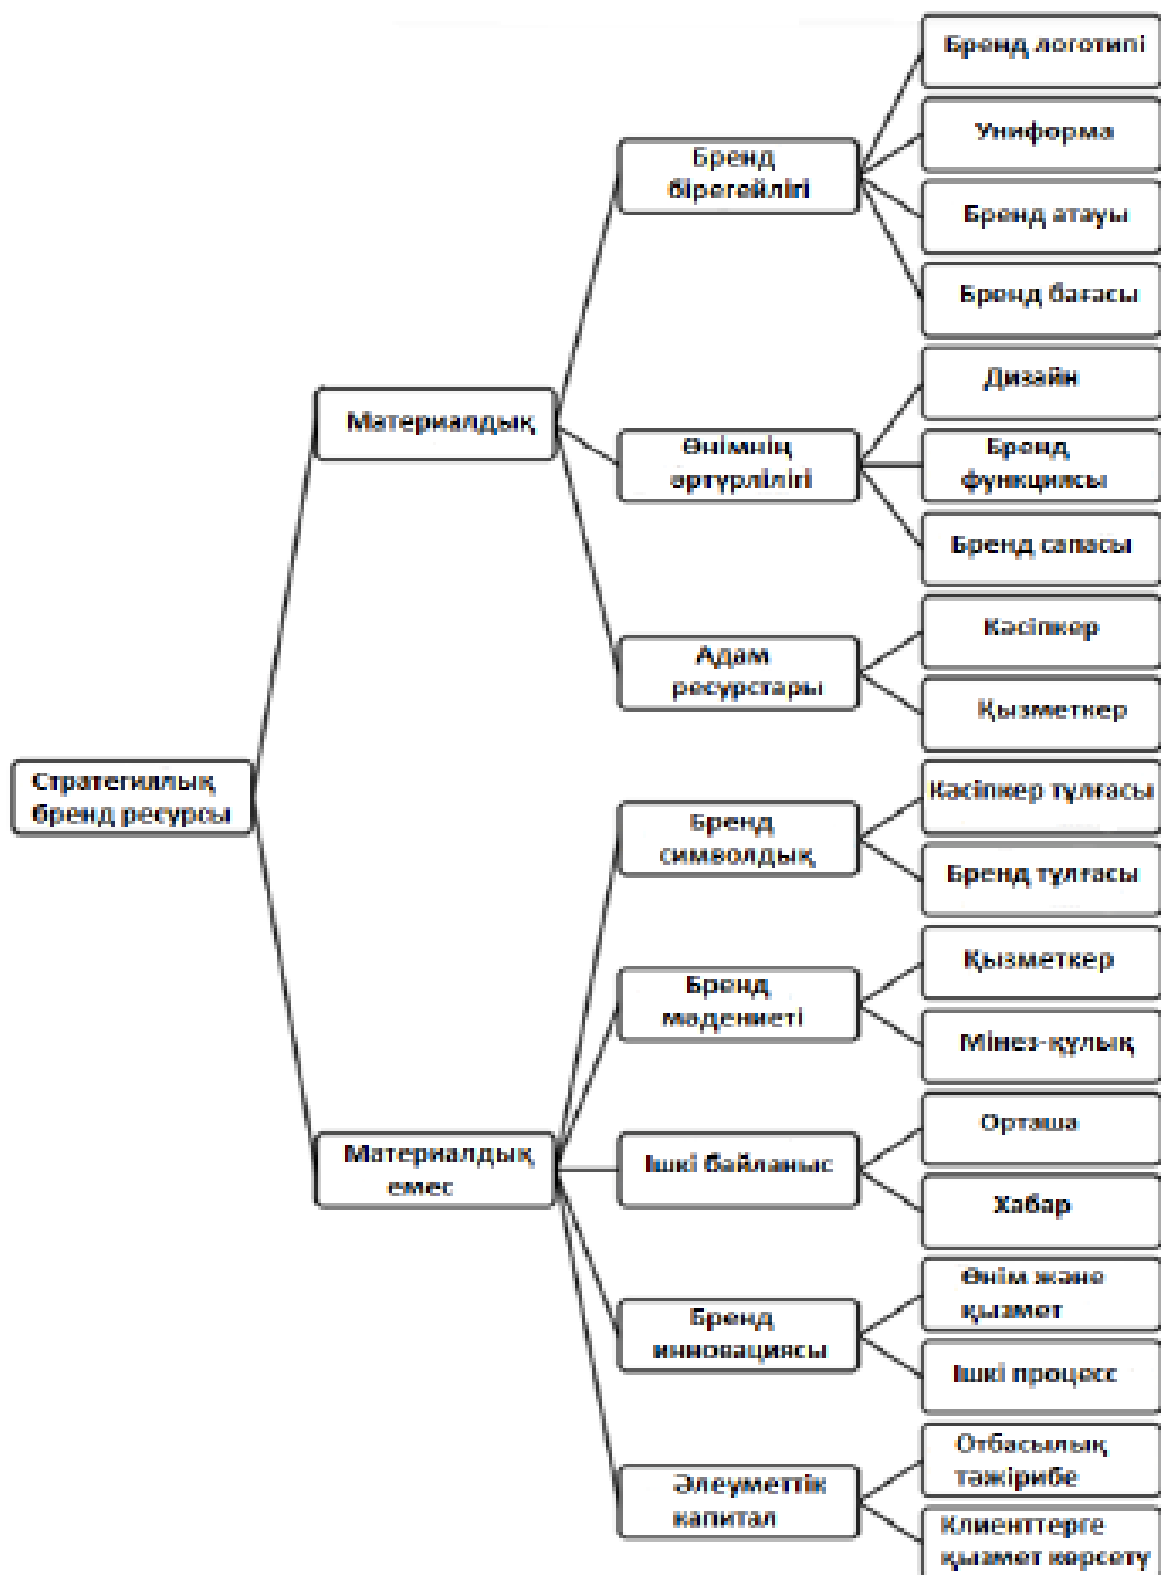 Бренд логотипі
Униформа
Бренд
бірегейлігі
Бренд атауы
Бренд бағасы
Дизайн
Материалдық
Өнімнің
әртүрлілігі
Бренд
функциясы
Бренд сапасы
Кәсіпкер
Адам
ресурстары
Қызметкер
Стратегиялық
бренд ресурсы
Кәсіпкер тұлғасы
Бренд
символдық
Бренд тұлғасы
Қызметкер
Бренд
мәдениеті
Мінез-құлық
Орташа
Материалдық
емес
Ішкі байланыс
Хабар
Өнім және
қызмет
Бренд
инновациясы
Ішкі процесс
Отбасылық
тәжірибе
Әлеуметтік
капитал
Клиенттерге
қызмет көрсету